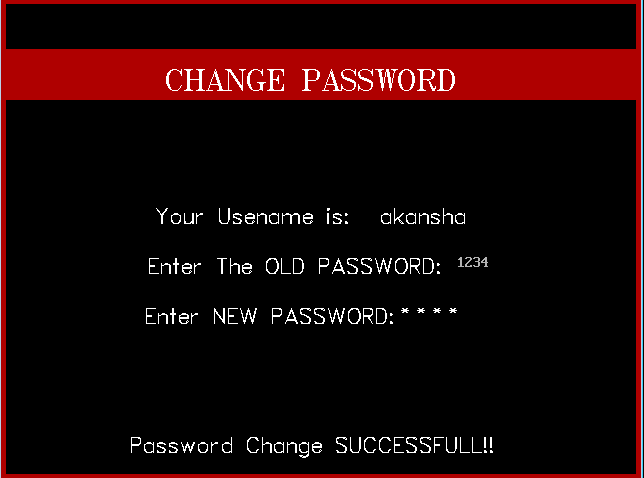 CHANGE PASSWORD
Your Usename is: akansha
Enter The OLD PASSWORD: 1234
Enter NEW PASSWORD:****
Password Change SUCCESSFULL!!